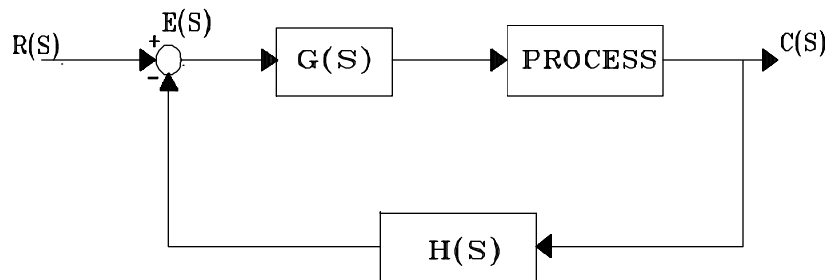 E(S)
R(S)
+
-
G(S)
PROCESS
C(S)
H(S)